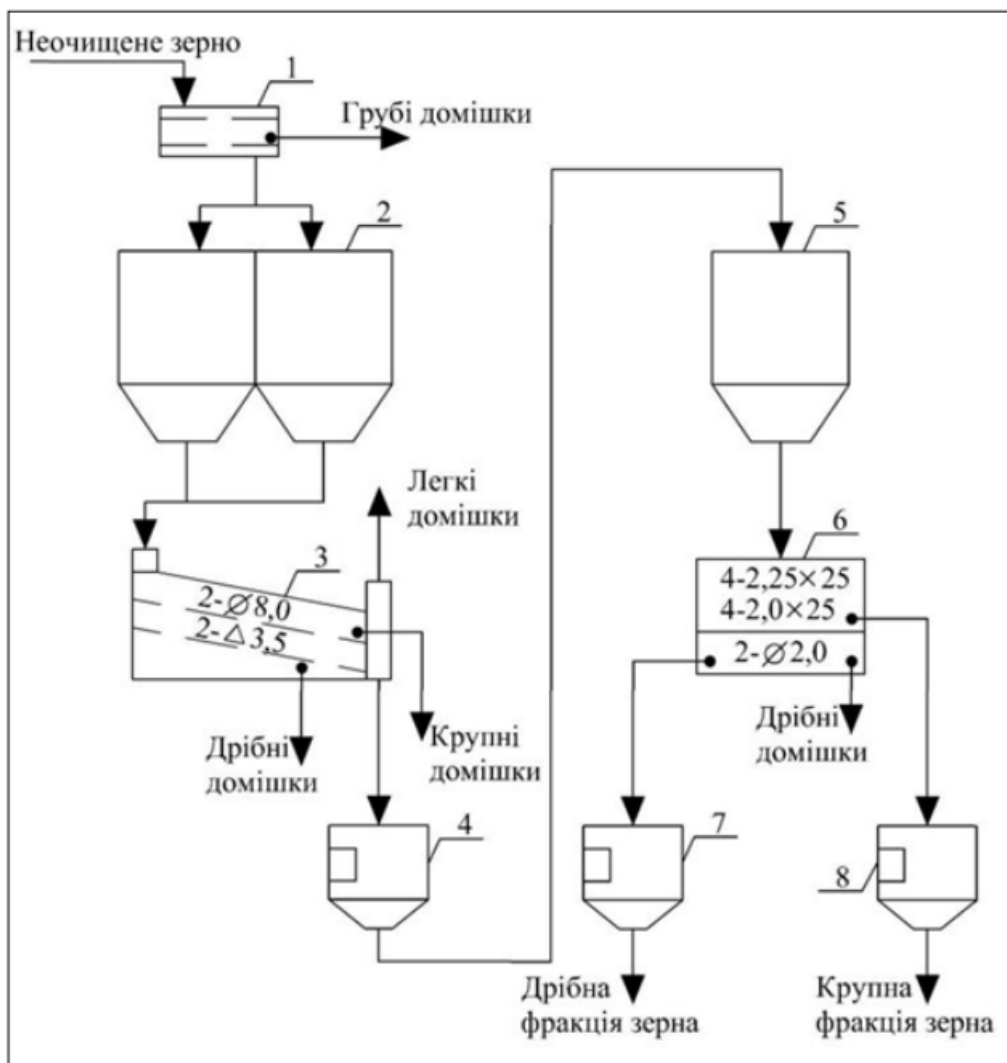 Неочищене зерно
1
Грубі домішки
2
5
Легкі
домішки
6
3
4-2,25×25
4-2,0×25
2-∅8,0
2-△3,5
2-∅2,0
Дрібні
домішки
Крупні
домішки
Дрібні
домішки
4
7
8
Дрібна
фракція зерна
Крупна
фракція зерна